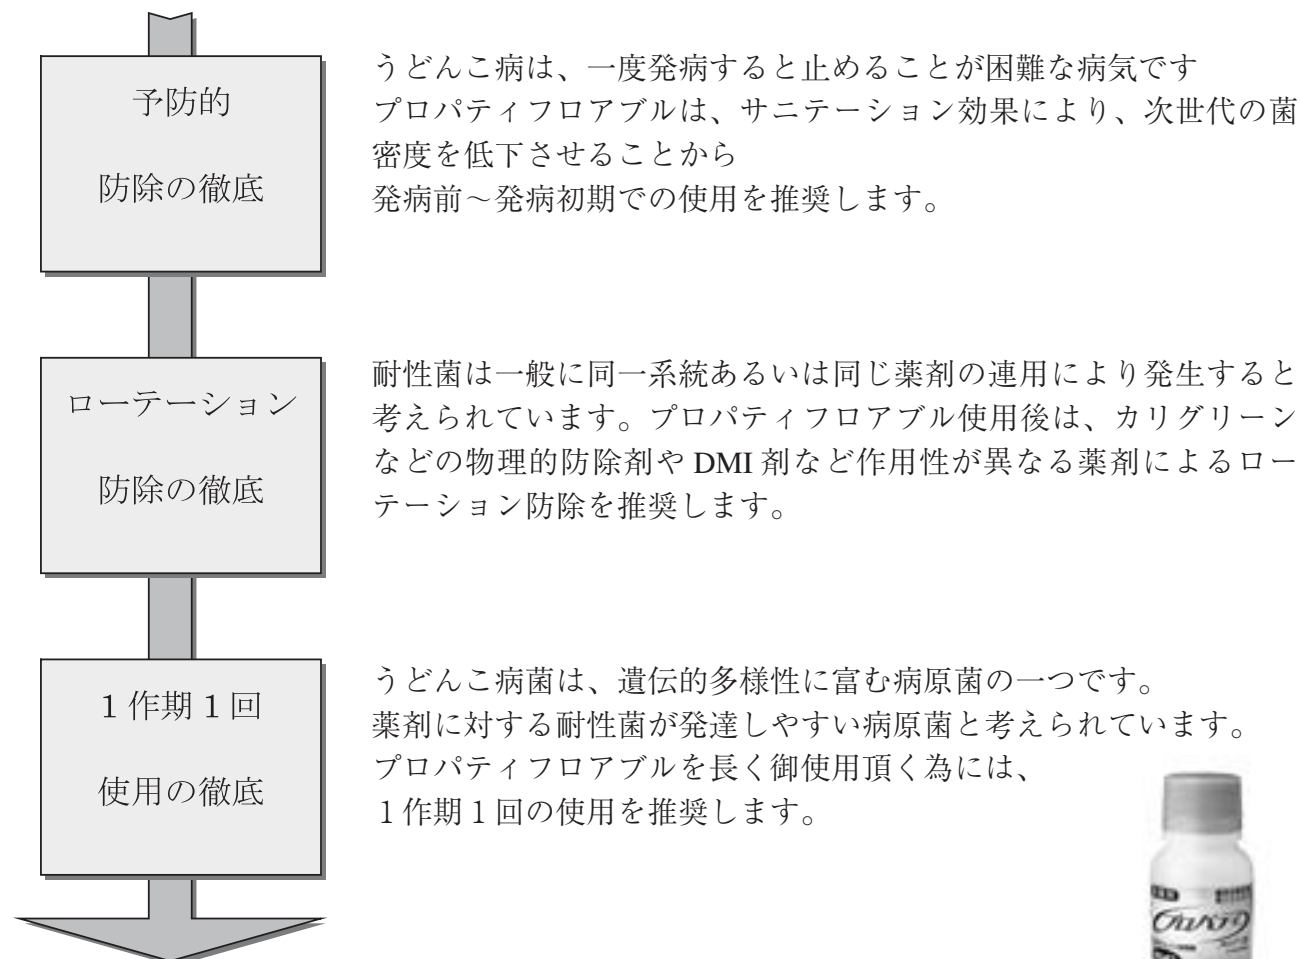 予防的
防除の徹底
うどんこ病は、一度発病すると止めることが困難な病気です
プロパティフロアブルは、サニテーション効果により、次世代の菌
密度を低下させることから
発病前～発病初期での使用を推奨します。
ローテーション
防除の徹底
耐性菌は一般に同一系統あるいは同じ薬剤の連用により発生すると
考えられています。プロパティフロアブル使用後は、カリグリーン
などの物理的防除剤や DMI 剤など作用性が異なる薬剤によるロー
テーション防除を推奨します。
１作期１回
使用の徹底
うどんこ病菌は、遺伝的多様性に富む病原菌の一つです。
薬剤に対する耐性菌が発達しやすい病原菌と考えられています。
プロパティフロアブルを長く御使用頂く為には、
１作期１回の使用を推奨します。
プロパティ